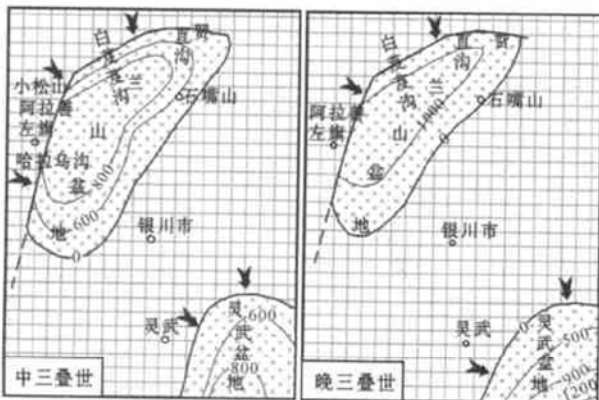 贺
直沟
白芨芨沟
小松山
兰
石嘴山
阿拉善
左旗
山
哈拉乌沟
盆
800
600
地
0
银川市
灵武
灵武盆地
600
800
中三叠世
贺
直沟
白芨芨沟
兰
1000
石嘴山
阿拉善
左旗
山
0
盆
地
银川市
灵武
0
灵武盆地
500
900
1200
晚三叠世